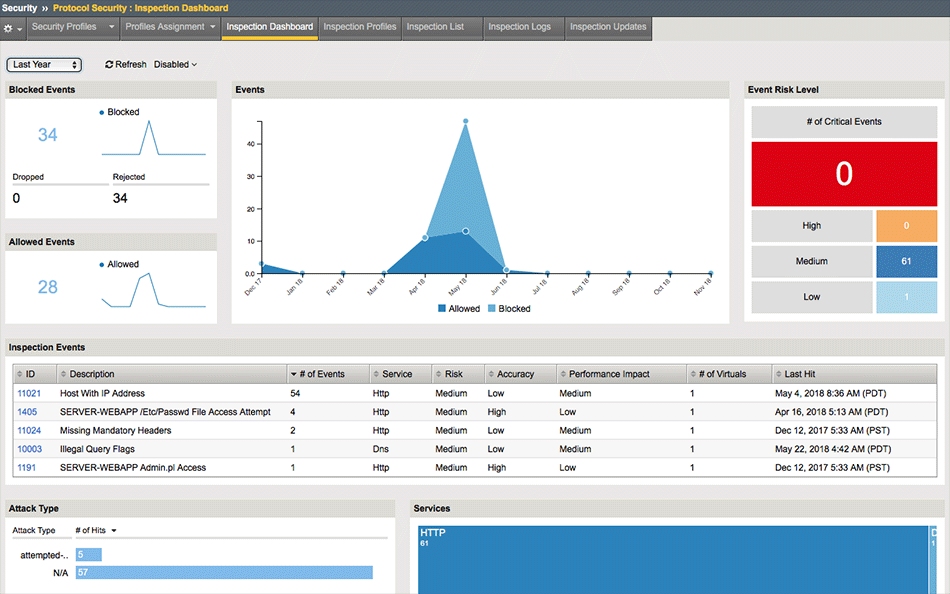 Security ›› Protocol Security : Inspection Dashboard
Security Profiles Profiles Assignment Inspection Dashboard Inspection Profiles Inspection List Inspection Logs Inspection Updates
Last Year Refresh Disabled
Blocked Events
34
Blocked
Dropped Rejected
0 34
Allowed Events
28
Allowed
Events
40
30
20
10
0.0
Dec 17 Jan 18 Feb 18 Mar 18 Apr 18 May 18 Jun 18 Jul 18 Aug 18 Sep 18 Oct 18 Nov 18
Allowed Blocked
Event Risk Level
# of Critical Events
0
High 0
Medium 61
Low 1
Inspection Events
ID Description # of Events Service Risk Accuracy Performance Impact # of Virtuals Last Hit
11021 Host With IP Address 54 Http Medium Low Medium 1 May 4, 2018 8:36 AM (PDT)
1405 SERVER-WEBAPP /Etc/Passwd File Access Attempt 4 Http Medium High Low 1 Apr 16, 2018 5:13 AM (PDT)
11024 Missing Mandatory Headers 2 Http Medium Low Medium 1 Dec 12, 2017 5:33 AM (PST)
10003 Illegal Query Flags 1 Dns Medium Low Medium 1 May 22, 2018 4:42 AM (PDT)
1191 SERVER-WEBAPP Admin.pl Access 1 Http Medium High Low 1 Dec 12, 2017 5:33 AM (PST)
Attack Type
Attack Type # of Hits
attempted-.. 5
N/A 57
Services
HTTP
61
D
1